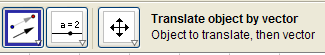 a = 2
Translate object by vector
Object to translate, then vector